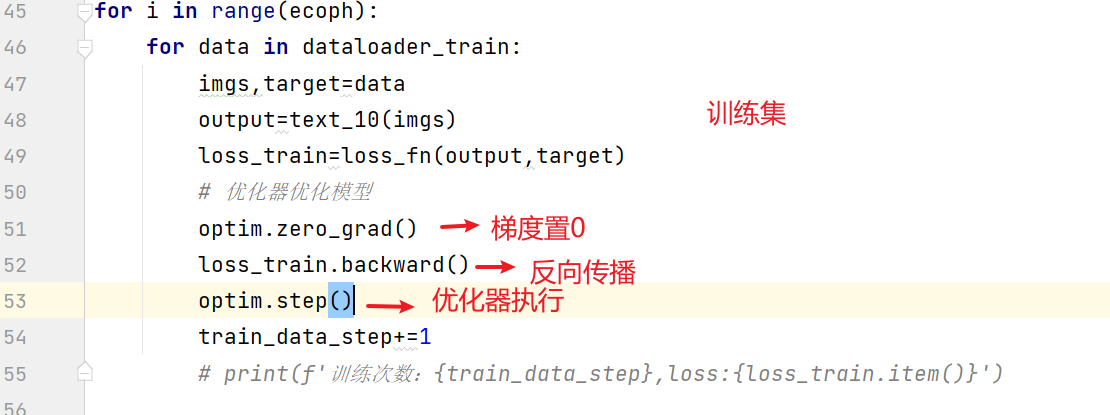 45 for i in range(ecoph):
46 for data in dataloader_train:
47 imgs,target=data
48 output=text_10(imgs) 训练集
49 loss_train=loss_fn(output,target)
50 # 优化器优化模型
51 optim.zero_grad() 梯度置0
52 loss_train.backward() 反向传播
53 optim.step() 优化器执行
54 train_data_step+=1
55 # print(f'训练次数：{train_data_step},loss:{loss_train.item()}')
56